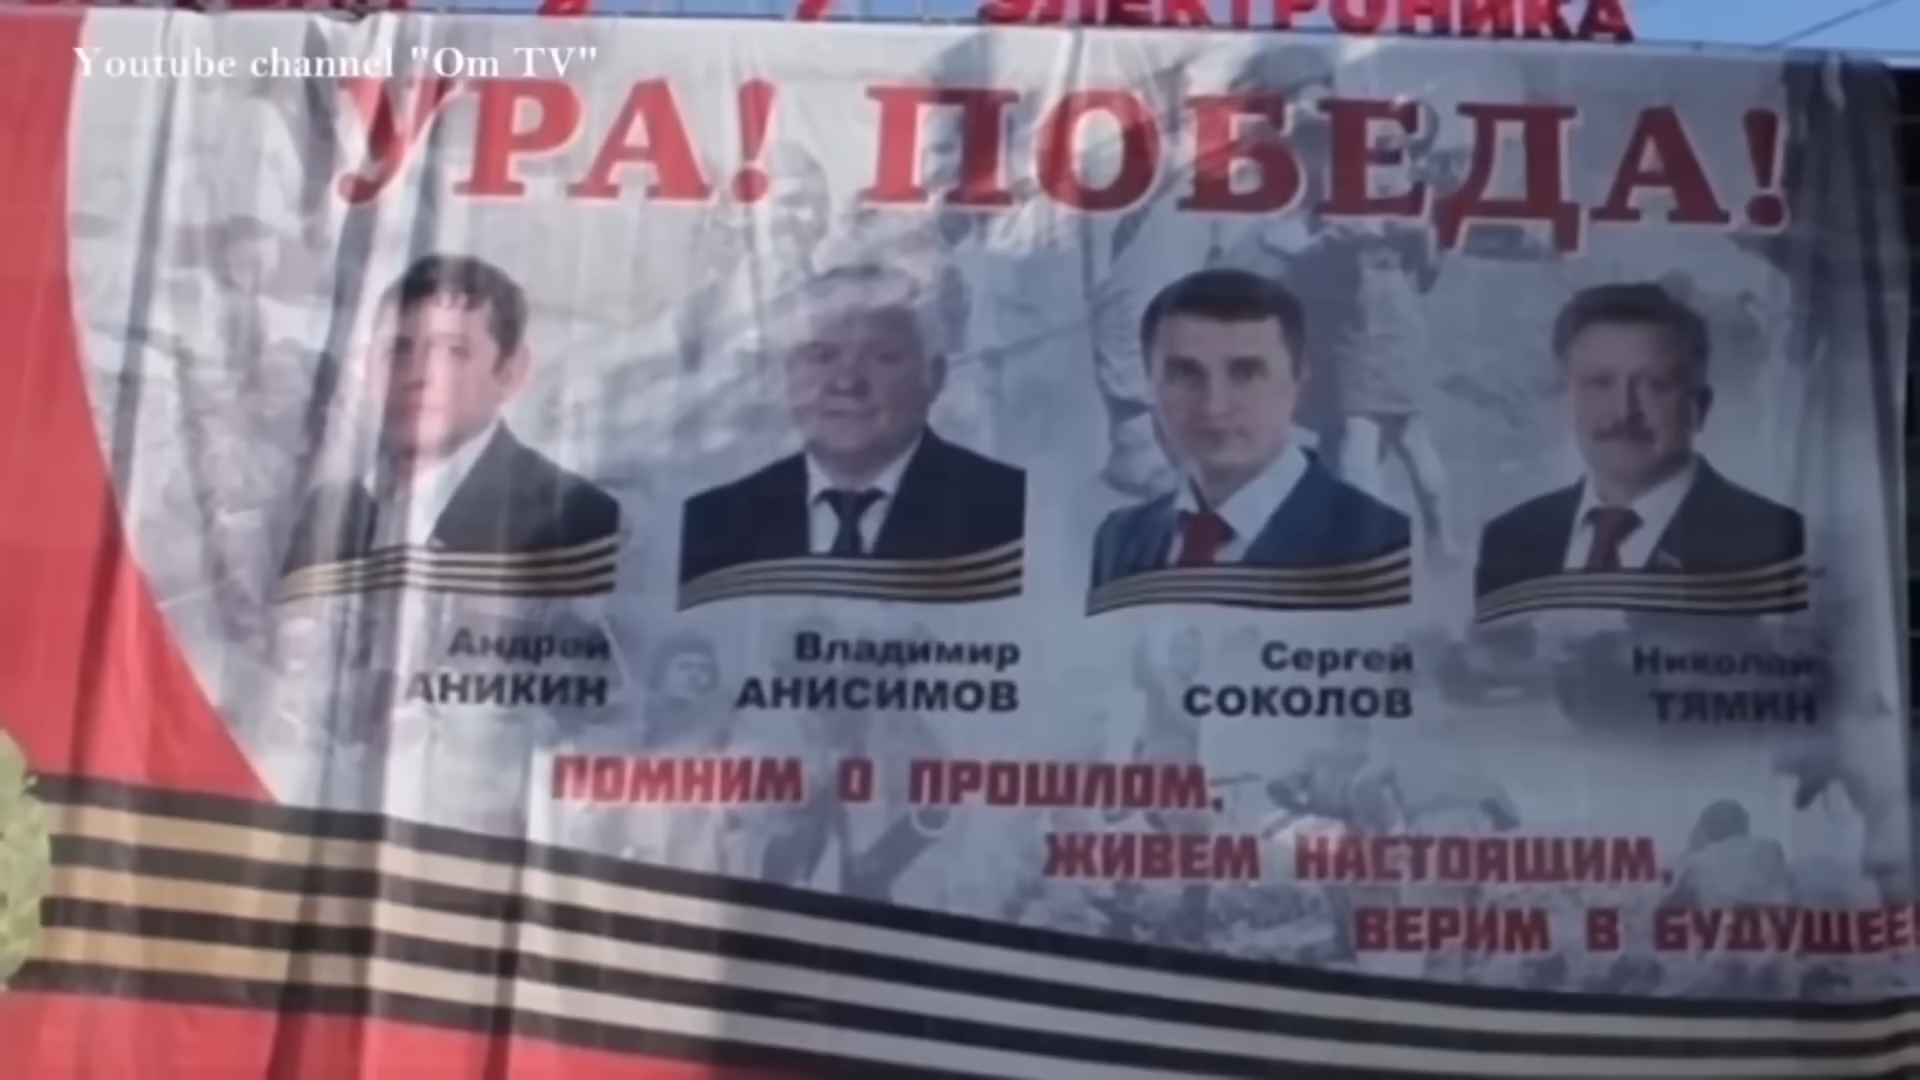 ЭЛЕКТРОНИКА
Youtube channel "Om TV"
УРА! ПОБЕДА!
Андрей
АНИКИН
Владимир
АНИСИМОВ
Сергей
СОКОЛОВ
Николай
ТЯМИН
ПОМНИМ О ПРОШЛОМ,
ЖИВЕМ НАСТОЯЩИМ,
ВЕРИМ В БУДУЩЕЕ!